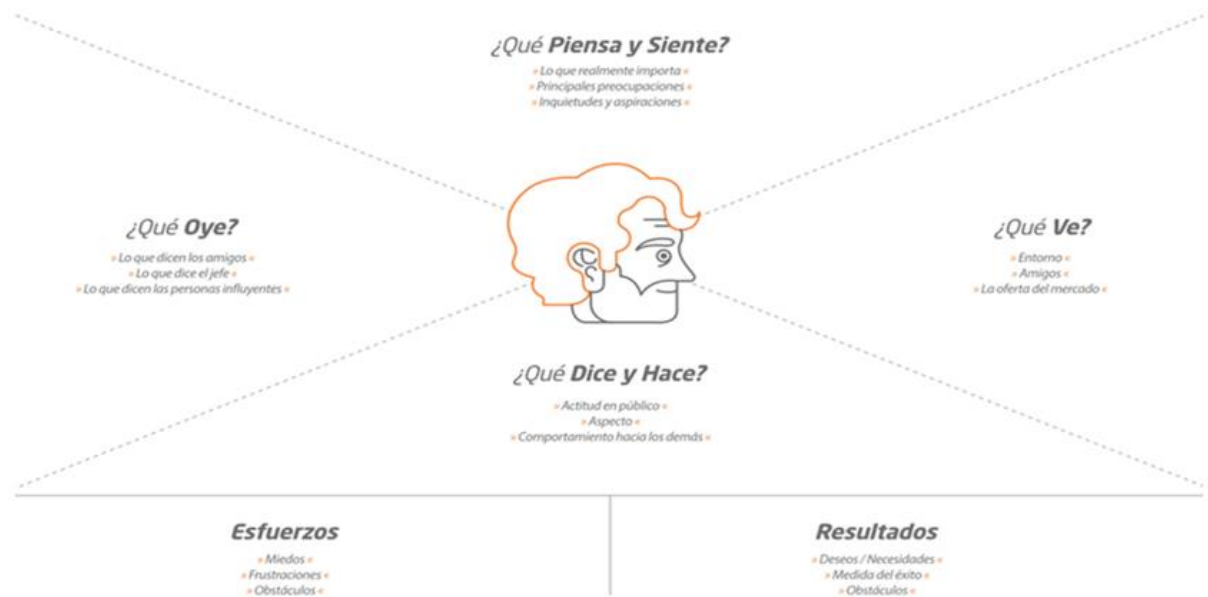 ¿Qué Piensa y Siente?
» Lo que realmente importa «
» Principales preocupaciones «
» Inquietudes y aspiraciones «
¿Qué Oye?
» Lo que dicen los amigos «
» Lo que dice el jefe «
» Lo que dicen las personas influyentes «
¿Qué Ve?
» Entorno «
» Amigos «
» La oferta del mercado «
¿Qué Dice y Hace?
» Actitud en público «
» Aspecto «
» Comportamiento hacia los demás «
Esfuerzos
» Miedos «
» Frustraciones «
» Obstáculos «
Resultados
» Deseos / Necesidades «
» Medida del éxito «
» Obstáculos «